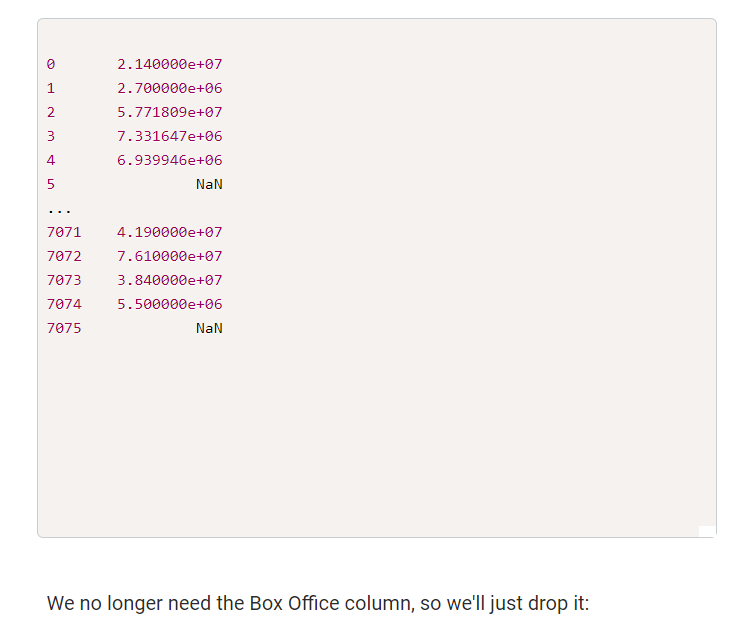 0       2.140000e+07
1       2.700000e+06
2       5.771809e+07
3       7.331647e+06
4       6.939946e+06
5                NaN
...
7071    4.190000e+07
7072    7.610000e+07
7073    3.840000e+07
7074    5.500000e+06
7075             NaN
We no longer need the Box Office column, so we'll just drop it: